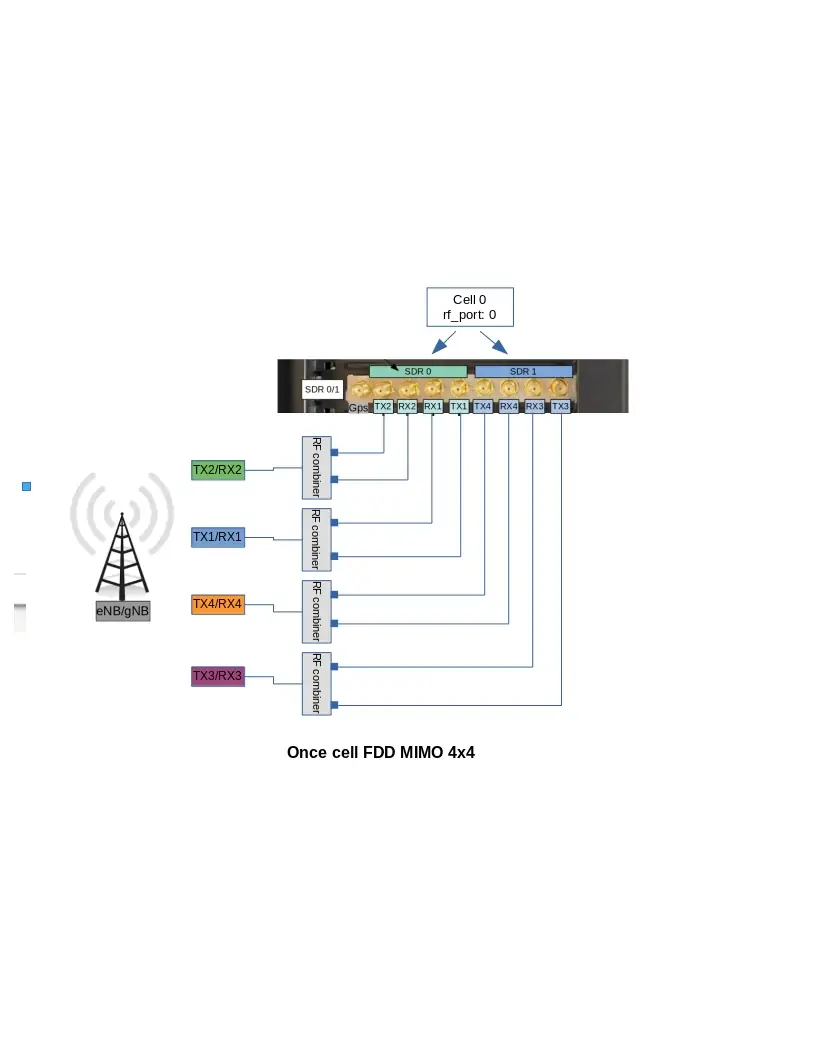 Cell 0
rf_port: 0
SDR 0
SDR 1
SDR 0/1
Gps
TX2
RX2
RX1
TX1
TX4
RX4
RX3
TX3
TX2/RX2
RF combiner
TX1/RX1
RF combiner
TX4/RX4
RF combiner
eNB/gNB
TX3/RX3
RF combiner
Once cell FDD MIMO 4x4